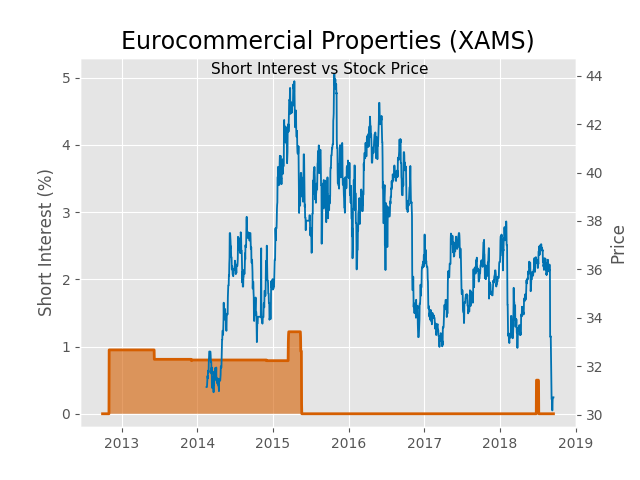 Eurocommercial Properties (XAMS)
Short Interest vs Stock Price
Short Interest (%)
5
4
3
2
1
0
44
42
40
38
36
34
32
30
Price
2013 2014 2015 2016 2017 2018 2019